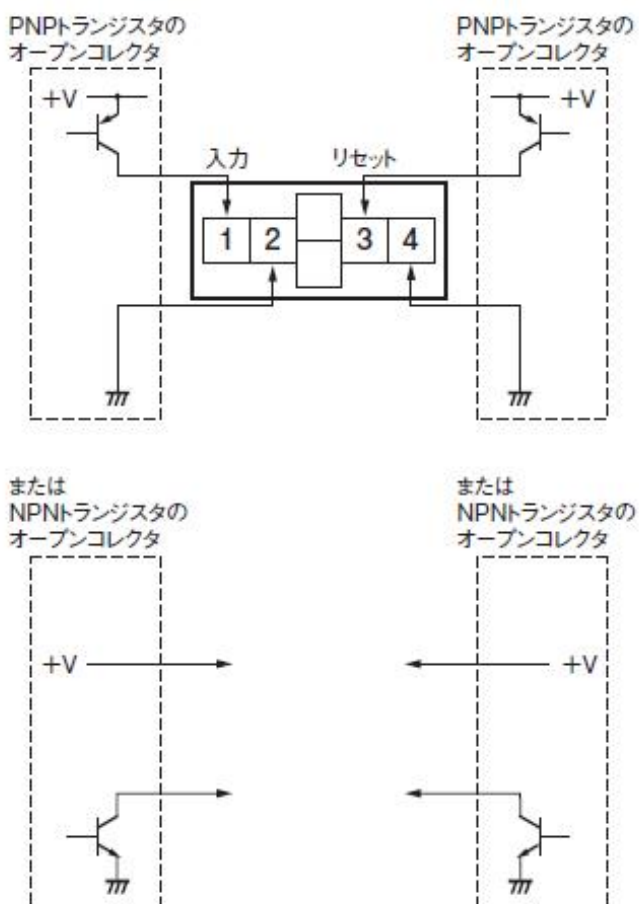 PNPトランジスタの
オープンコレクタ
PNPトランジスタの
オープンコレクタ
+V
+V
入力
リセット
1 2 3 4
または
NPNトランジスタの
オープンコレクタ
または
NPNトランジスタの
オープンコレクタ
+V
+V